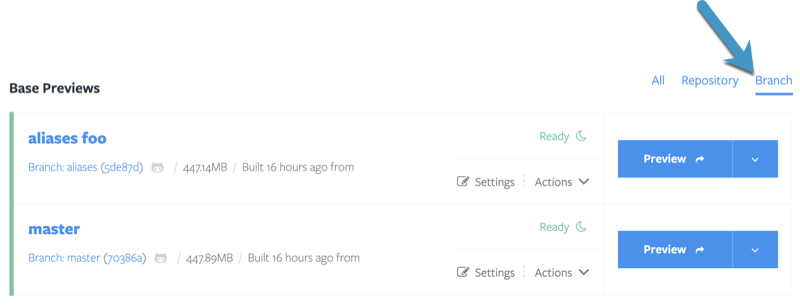 All Repository Branch
Base Previews
aliases foo
Ready
Branch: aliases (5de87d) / 447.14MB / Built 16 hours ago from
Preview
Settings Actions
master
Ready
Branch: master (70386a) / 447.89MB / Built 16 hours ago from
Preview
Settings Actions